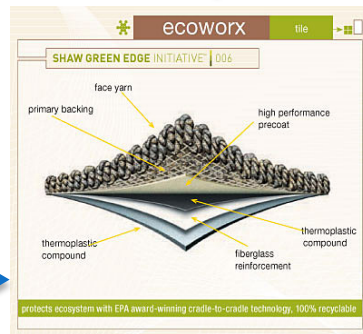 ecoworx
tile
SHAW GREEN EDGE INITIATIVE™ 006
face yarn
primary backing
high performance
precoat
thermoplastic
compound
thermoplastic
compound
fiberglass
reinforcement
protects ecosystem with EPA award-winning cradle-to-cradle technology, 100% recyclable